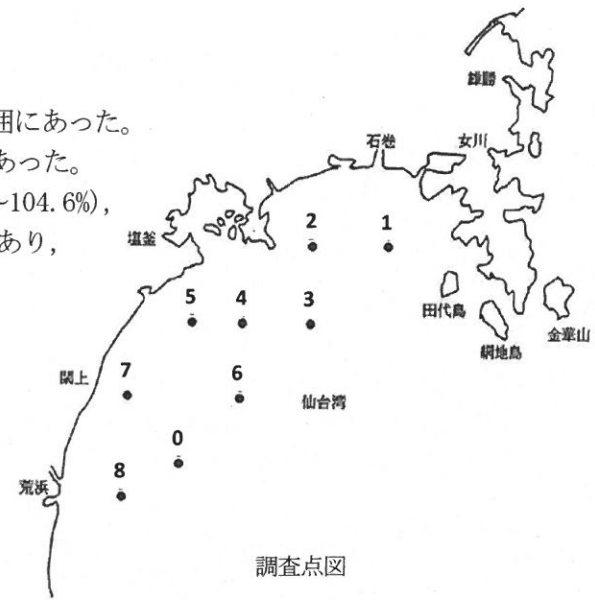 囲にあった。
あった。
~104.6%),
あり,
雄勝
石巻
女川
塩釜
2
1
5
4
3
田代島
網地島
金華山
閖上
7
6
仙台湾
0
荒浜
8
調査点図